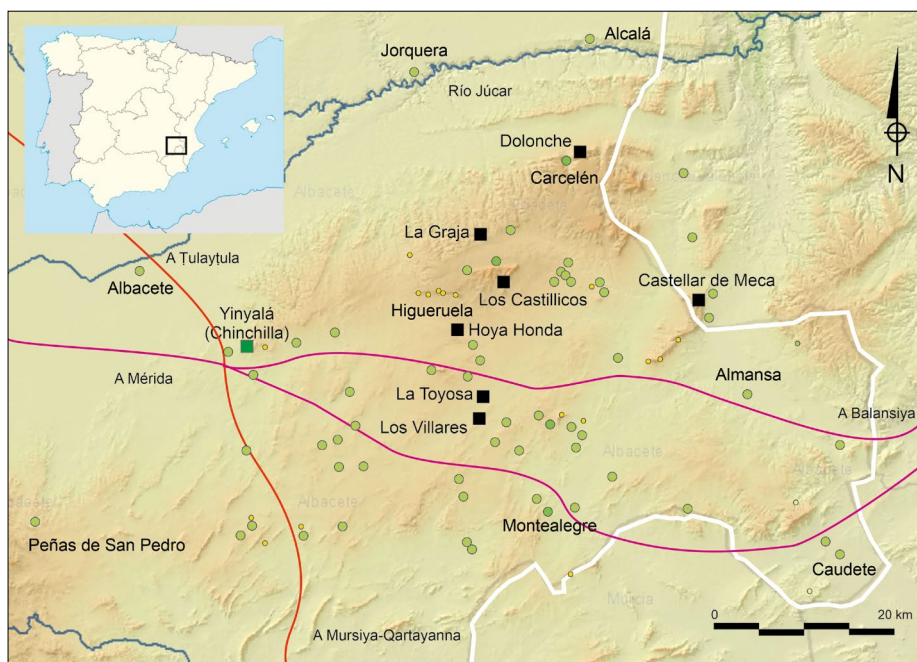 Alcalá
Jorquera
Río Júcar
Dolonche
Carcelén
N
Albacete
La Graja
A Ṭulayṭula
Albacete
Castellar de Meca
Los Castillicos
Yinyalá
(Chinchilla)
Higueruela
Hoya Honda
A Mérida
La Toyosa
Almansa
A Balansiya
Los Villares
Albacete
Albacete
Albacete
Montealegre
Peñas de San Pedro
Caudete
Murcia
0
20 km
A Mursiya-Qartayanna